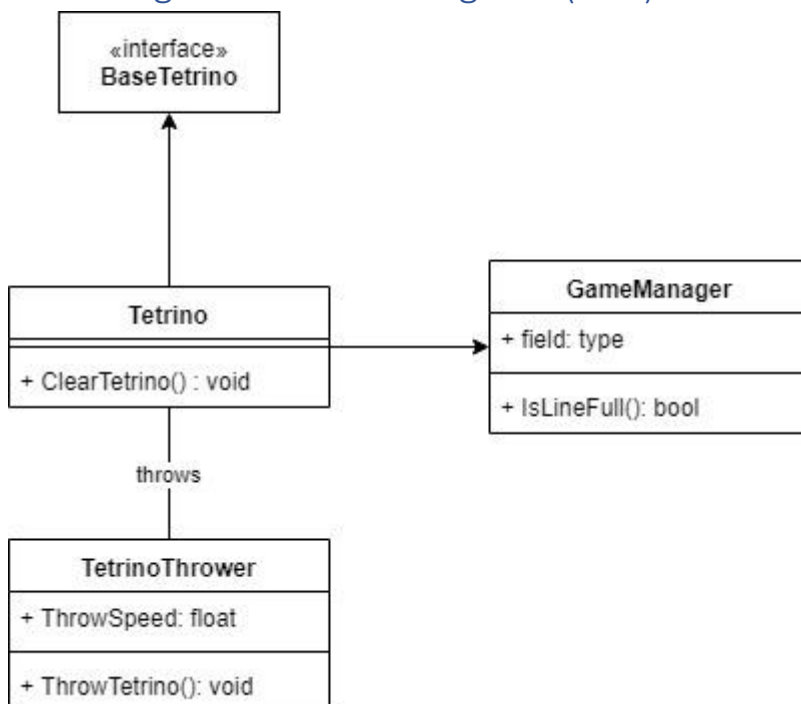 «interface»
BaseTetrino
Tetrino
+ ClearTetrino() : void
GameManager
+ field: type
+ IsLineFull(): bool
throws
TetrinoThrower
+ ThrowSpeed: float
+ ThrowTetrino(): void